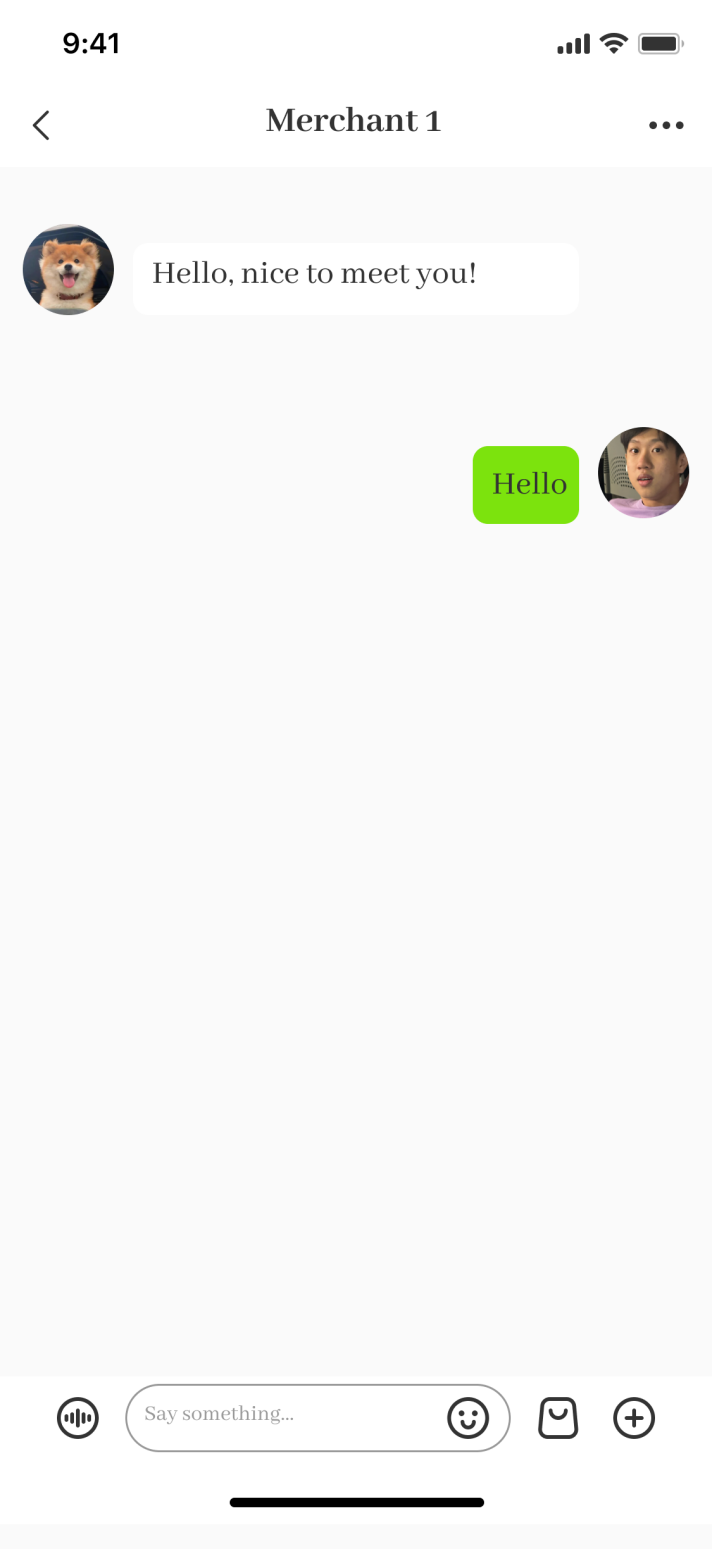 9:41
Merchant 1
Hello, nice to meet you!
Hello
Say something...